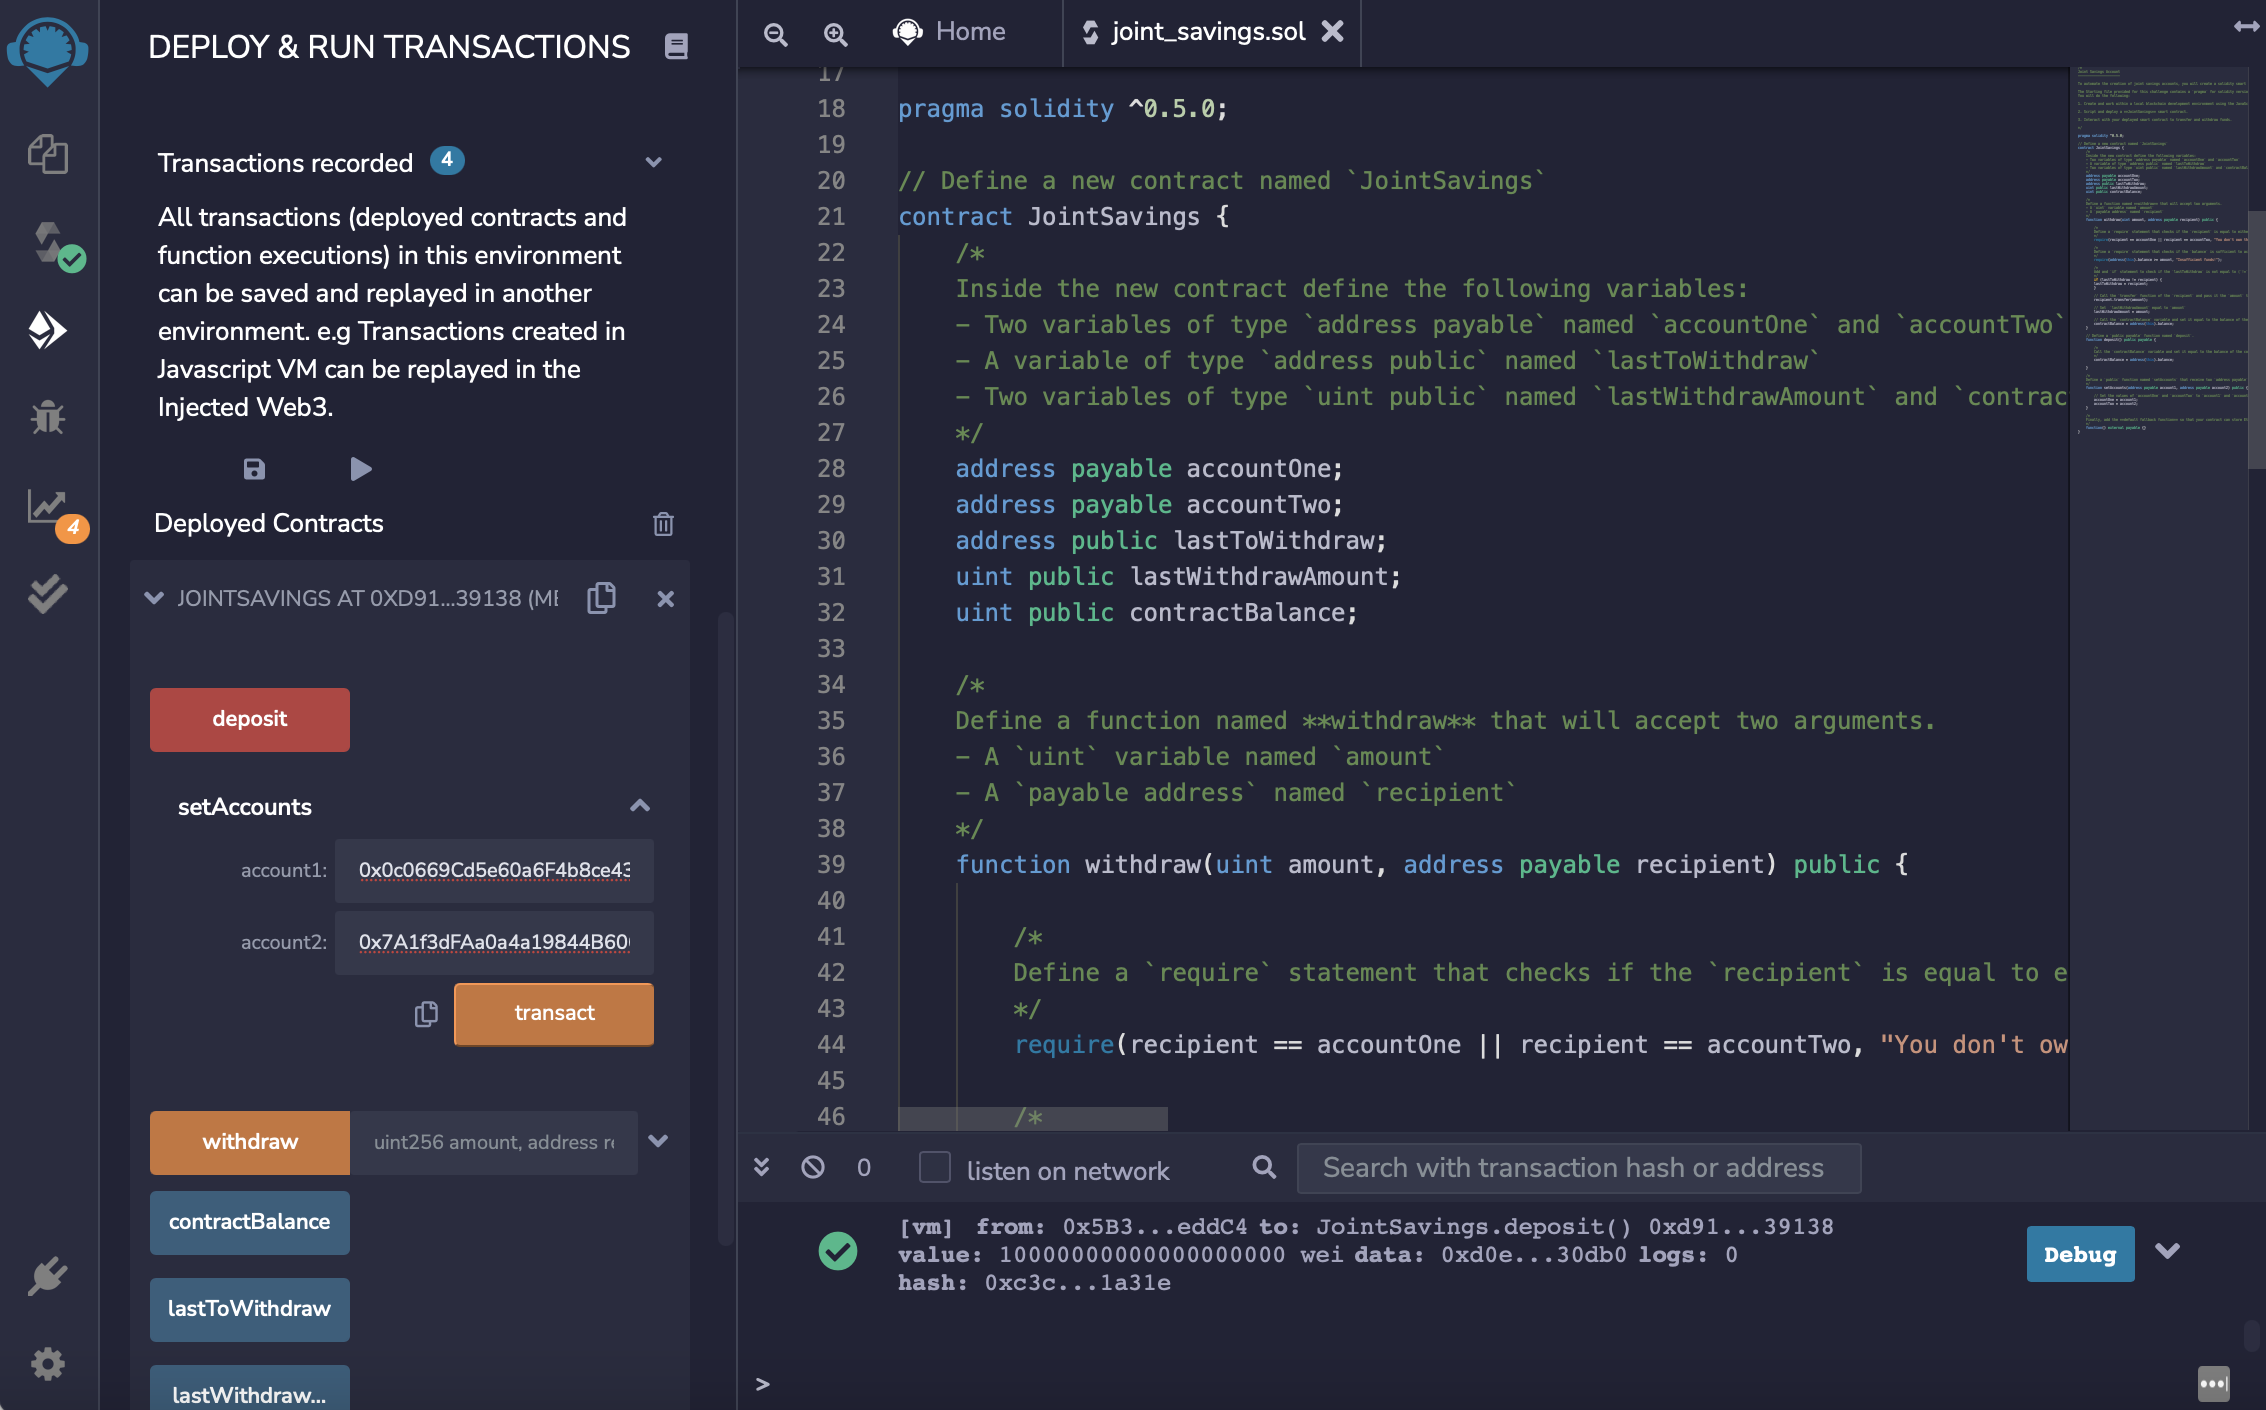 DEPLOY & RUN TRANSACTIONS
Transactions recorded 4
All transactions (deployed contracts and
function executions) in this environment
can be saved and replayed in another
environment. e.g Transactions created in
Javascript VM can be replayed in the
Injected Web3.
4
Deployed Contracts
JOINTSAVINGS AT 0XD91...39138 (ME
deposit
setAccounts
account1: 0x0c0669Cd5e60a6F4b8ce43
account2: 0x7A1f3dFAa0a4a19844B60
transact
withdraw uint256 amount, address re
contractBalance
lastToWithdraw
lastWithdraw...
Home
joint_savings.sol
17
18 pragma solidity ^0.5.0;
19
20 // Define a new contract named `JointSavings`
21 contract JointSavings {
22 /*
23 Inside the new contract define the following variables:
24 - Two variables of type `address payable` named `accountOne` and `accountTwo`
25 - A variable of type `address public` named `lastToWithdraw`
26 - Two variables of type `uint public` named `lastWithdrawAmount` and `contrac
27 */
28 address payable accountOne;
29 address payable accountTwo;
30 address public lastToWithdraw;
31 uint public lastWithdrawAmount;
32 uint public contractBalance;
33
34 /*
35 Define a function named **withdraw** that will accept two arguments.
36 - A `uint` variable named `amount`
37 - A `payable address` named `recipient`
38 */
39 function withdraw(uint amount, address payable recipient) public {
40
41 /*
42 Define a `require` statement that checks if the `recipient` is equal to e
43 */
44 require(recipient == accountOne || recipient == accountTwo, "You don't ow
45
46 /*
0 listen on network Search with transaction hash or address
[vm] from: 0x5B3...eddC4 to: JointSavings.deposit() 0xd91...39138
value: 10000000000000000000 wei data: 0xd0e...30db0 logs: 0
hash: 0xc3c...1a31e
Debug
>